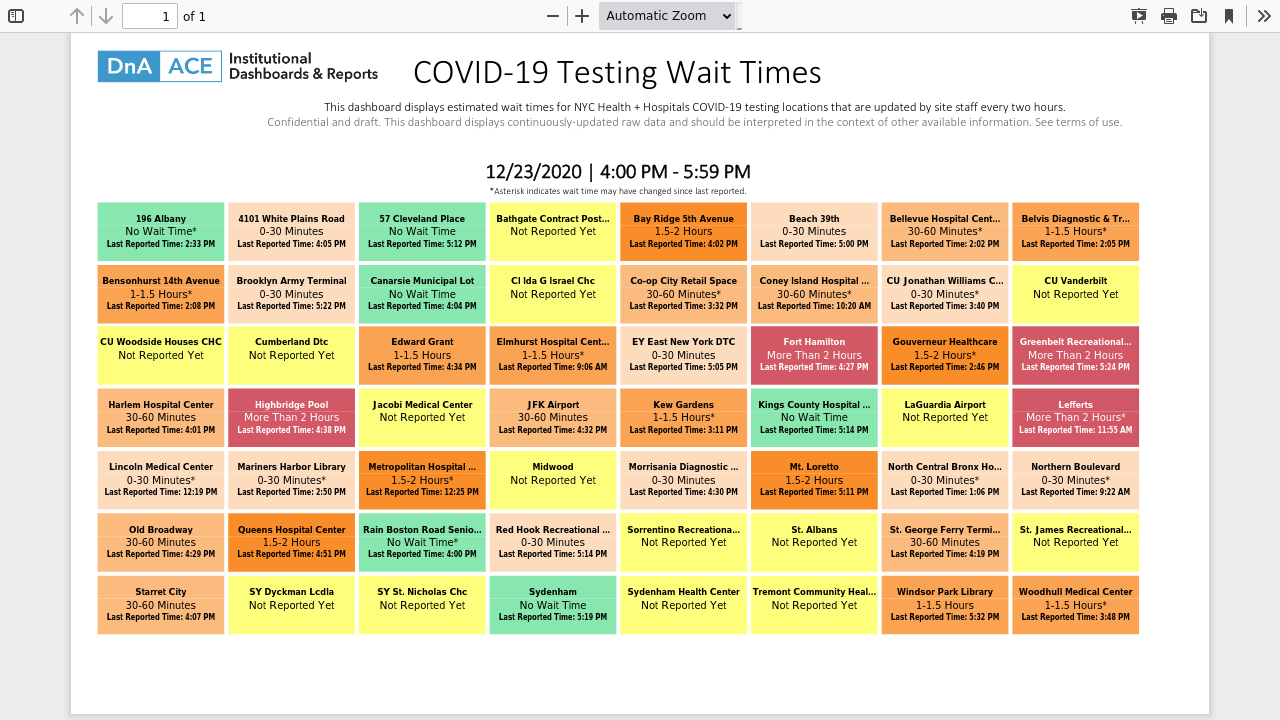 1 of 1
Automatic Zoom
DnA ACE Institutional
Dashboards & Reports
COVID-19 Testing Wait Times
This dashboard displays estimated wait times for NYC Health + Hospitals COVID-19 testing locations that are updated by site staff every two hours.
Confidential and draft. This dashboard displays continuously-updated raw data and should be interpreted in the context of other available information. See terms of use.
12/23/2020 | 4:00 PM - 5:59 PM
*Asterisk indicates wait time may have changed since last reported.
196 Albany
No Wait Time*
Last Reported Time: 2:33 PM
4101 White Plains Road
0-30 Minutes
Last Reported Time: 4:05 PM
57 Cleveland Place
No Wait Time
Last Reported Time: 5:12 PM
Bathgate Contract Post...
Not Reported Yet
Bay Ridge 5th Avenue
1.5-2 Hours
Last Reported Time: 4:02 PM
Beach 39th
0-30 Minutes
Last Reported Time: 5:00 PM
Bellevue Hospital Cent...
30-60 Minutes*
Last Reported Time: 2:02 PM
Belvis Diagnostic & Tr...
1-1.5 Hours*
Last Reported Time: 2:05 PM
Bensonhurst 14th Avenue
1-1.5 Hours*
Last Reported Time: 2:08 PM
Brooklyn Army Terminal
0-30 Minutes
Last Reported Time: 5:22 PM
Canarsie Municipal Lot
No Wait Time
Last Reported Time: 4:04 PM
CI Ida G Israel Chc
Not Reported Yet
Co-op City Retail Space
30-60 Minutes*
Last Reported Time: 3:32 PM
Coney Island Hospital ...
30-60 Minutes*
Last Reported Time: 10:20 AM
CU Jonathan Williams C...
0-30 Minutes*
Last Reported Time: 3:40 PM
CU Vanderbilt
Not Reported Yet
CU Woodside Houses CHC
Not Reported Yet
Cumberland Dtc
Not Reported Yet
Edward Grant
1-1.5 Hours
Last Reported Time: 4:34 PM
Elmhurst Hospital Cent...
1-1.5 Hours*
Last Reported Time: 9:06 AM
EY East New York DTC
0-30 Minutes
Last Reported Time: 5:05 PM
Fort Hamilton
More Than 2 Hours
Last Reported Time: 4:27 PM
Gouverneur Healthcare
1.5-2 Hours*
Last Reported Time: 2:46 PM
Greenbelt Recreational...
More Than 2 Hours
Last Reported Time: 5:24 PM
Harlem Hospital Center
30-60 Minutes
Last Reported Time: 4:01 PM
Highbridge Pool
More Than 2 Hours
Last Reported Time: 4:38 PM
Jacobi Medical Center
Not Reported Yet
JFK Airport
30-60 Minutes
Last Reported Time: 4:32 PM
Kew Gardens
1-1.5 Hours*
Last Reported Time: 3:11 PM
Kings County Hospital ...
No Wait Time
Last Reported Time: 5:14 PM
LaGuardia Airport
Not Reported Yet
Lefferts
More Than 2 Hours*
Last Reported Time: 11:55 AM
Lincoln Medical Center
0-30 Minutes*
Last Reported Time: 12:19 PM
Mariners Harbor Library
0-30 Minutes*
Last Reported Time: 2:50 PM
Metropolitan Hospital ...
1.5-2 Hours*
Last Reported Time: 12:25 PM
Midwood
Not Reported Yet
Morrisania Diagnostic ...
0-30 Minutes
Last Reported Time: 4:30 PM
Mt. Loretto
1.5-2 Hours
Last Reported Time: 5:11 PM
North Central Bronx Ho...
0-30 Minutes*
Last Reported Time: 1:06 PM
Northern Boulevard
0-30 Minutes*
Last Reported Time: 9:22 AM
Old Broadway
30-60 Minutes
Last Reported Time: 4:29 PM
Queens Hospital Center
1.5-2 Hours
Last Reported Time: 4:51 PM
Rain Boston Road Senio...
No Wait Time*
Last Reported Time: 4:00 PM
Red Hook Recreational ...
0-30 Minutes
Last Reported Time: 5:14 PM
Sorrentino Recreationa...
Not Reported Yet
St. Albans
Not Reported Yet
St. George Ferry Termi...
30-60 Minutes
Last Reported Time: 4:19 PM
St. James Recreational...
Not Reported Yet
Starret City
30-60 Minutes
Last Reported Time: 4:07 PM
SY Dyckman Lcdla
Not Reported Yet
SY St. Nicholas Chc
Not Reported Yet
Sydenham
No Wait Time
Last Reported Time: 5:19 PM
Sydenham Health Center
Not Reported Yet
Tremont Community Heal...
Not Reported Yet
Windsor Park Library
1-1.5 Hours
Last Reported Time: 5:32 PM
Woodhull Medical Center
1-1.5 Hours*
Last Reported Time: 3:48 PM